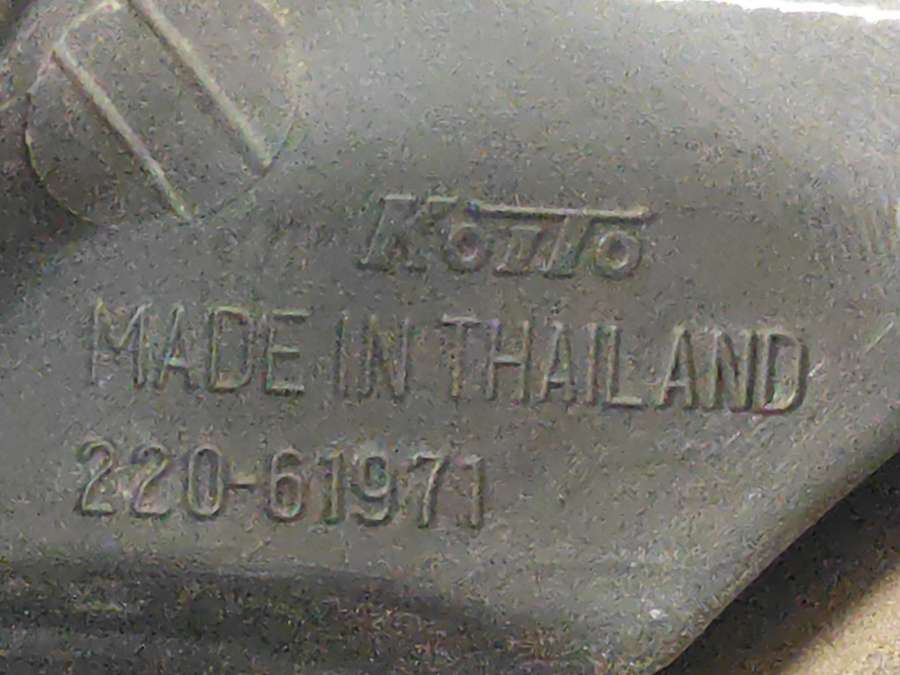 KOITO
MADE IN THAILAND
220-61971